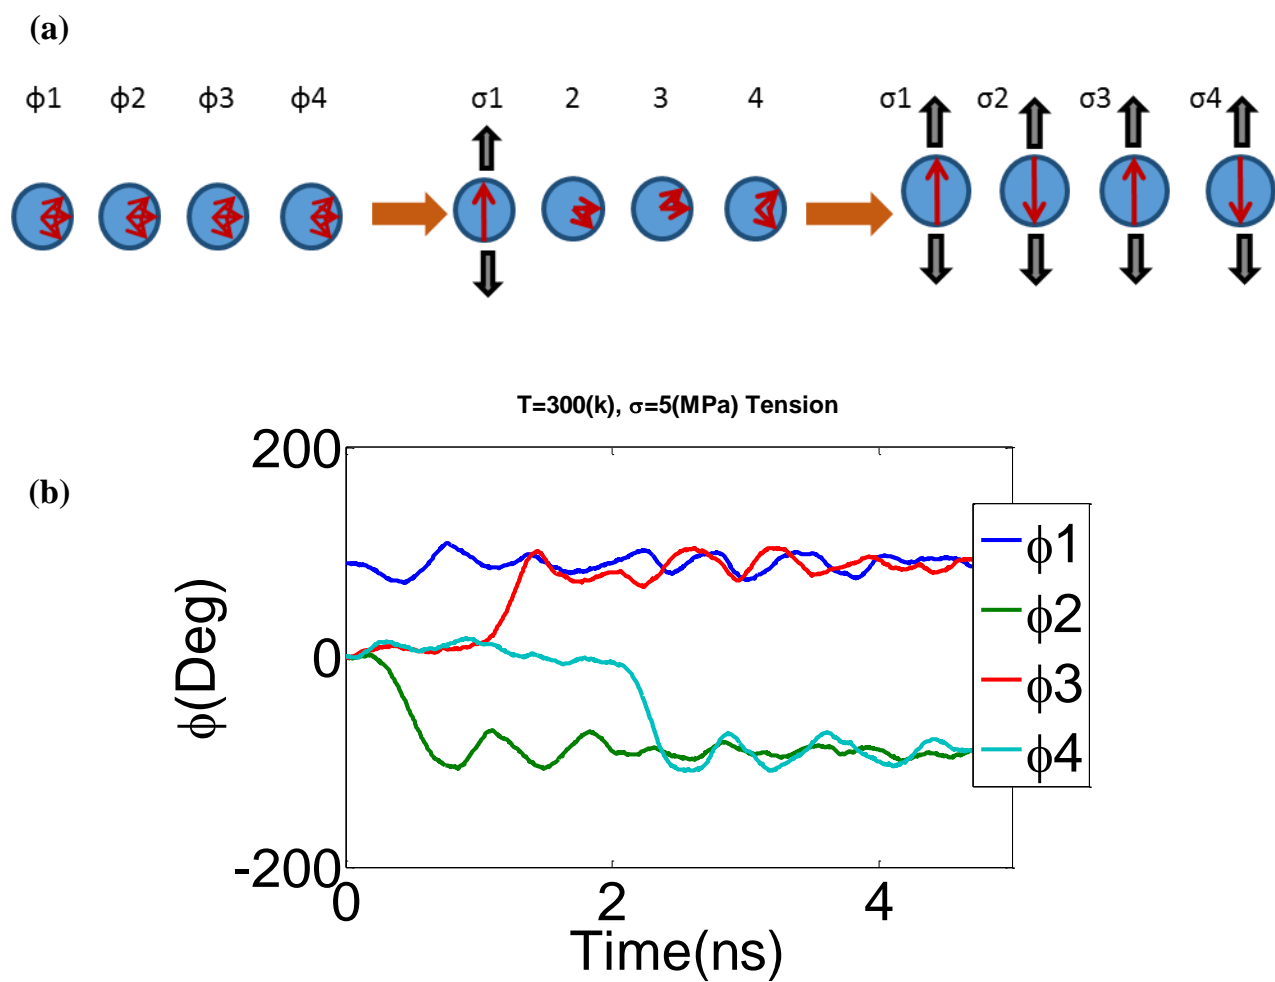 (a)
ϕ1 ϕ2 ϕ3 ϕ4 σ1 2 3 4 σ1 σ2 σ3 σ4
T=300(k), σ=5(MPa) Tension
(b)
200
0
-200
ϕ(Deg)
ϕ1
ϕ2
ϕ3
ϕ4
0 2 4
Time(ns)